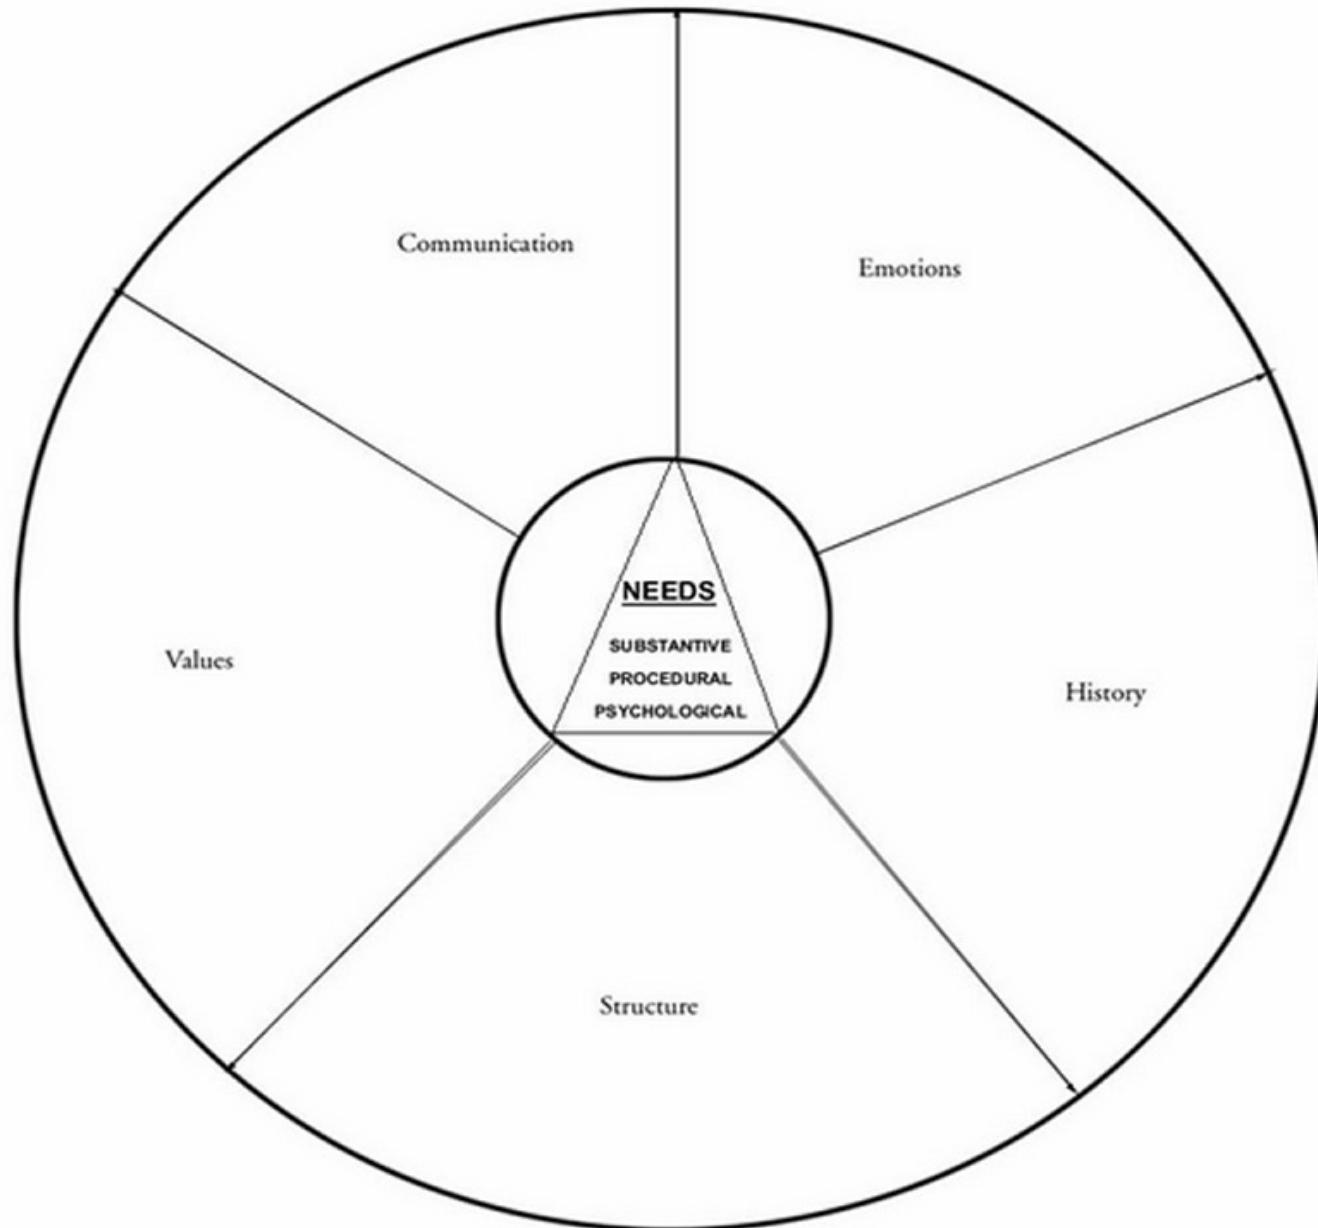 Communication
Emotions
NEEDS
SUBSTANTIVE
PROCEDURAL
PSYCHOLOGICAL
Values
History
Structure